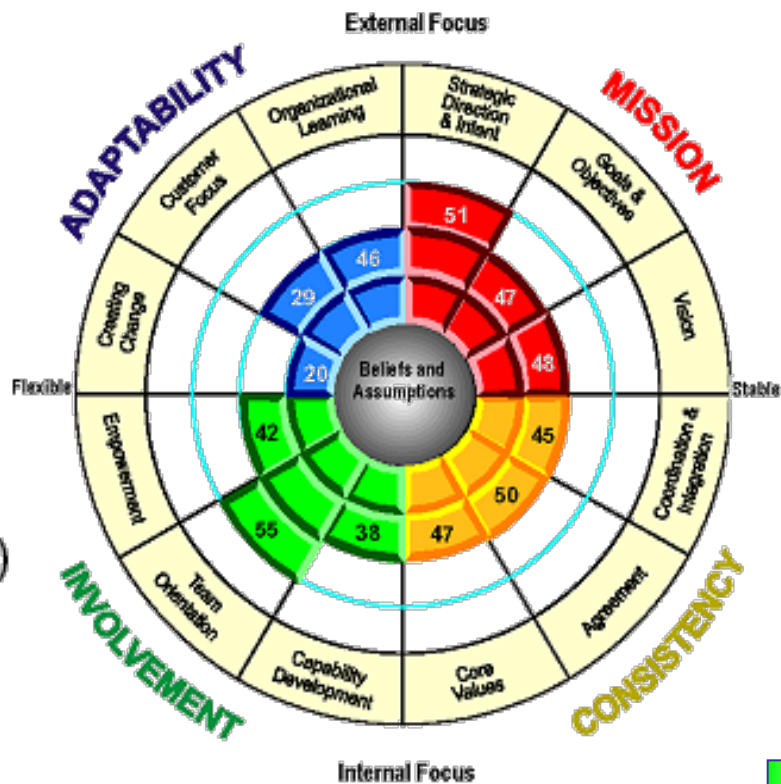 External Focus
ADAPTABILITY
MISSION
Organizational
Learning
Strategic
Direction
& Intent
Customer
Focus
Goals &
Objectives
Creating
Change
Vision
51
46
47
29
48
20
Beliefs and
Assumptions
Flexible
Stable
42
45
50
55
38
47
Empowerment
Coordination &
Integration
Team
Orientation
Agreement
Capability
Development
Core
Values
)
INVOLVEMENT
CONSISTENCY
Internal Focus